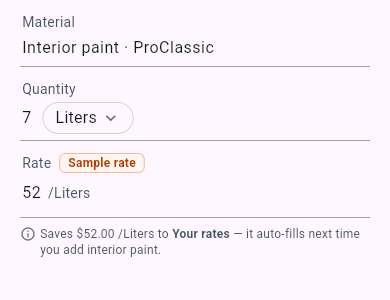 Material
Interior paint · ProClassic
Quantity
7 Liters
Rate Sample rate
52 /Liters
Saves $52.00 /Liters to Your rates — it auto-fills next time
you add interior paint.